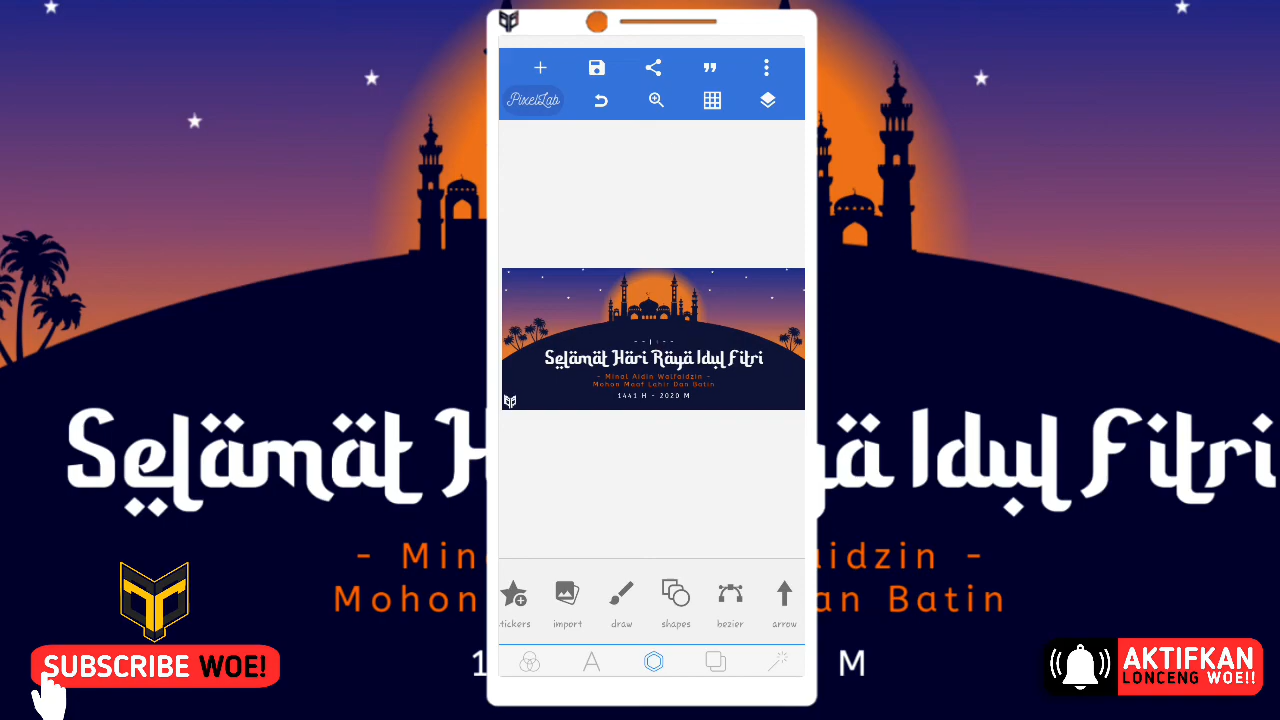 PixelLab
Selämät Häri Räyä Idul Fitri
- Minal Aidin Walfaidzin -
Mohon Maaf Lahir Dan Batin
1441 H - 2020 M
tickers import draw shapes bezier arrow
Selämät H
yä Idul Fitri
- Min
aidzin -
Mohon
an Batin
1
M
SUBSCRIBE WOE!
AKTIFKAN
LONCENG WOE!!